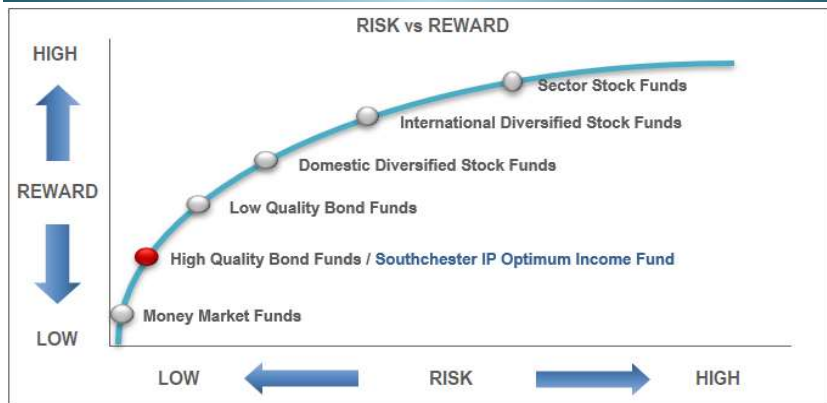 RISK vs REWARD
HIGH
Sector Stock Funds
International Diversified Stock Funds
Domestic Diversified Stock Funds
REWARD
Low Quality Bond Funds
High Quality Bond Funds / Southchester IP Optimum Income Fund
Money Market Funds
LOW
LOW RISK HIGH